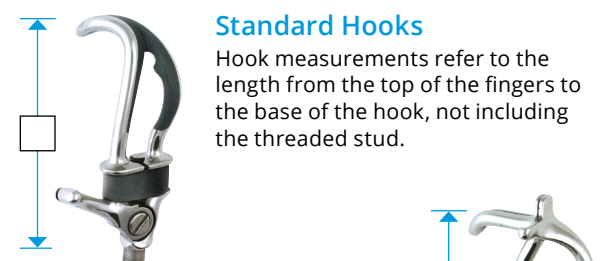 Standard Hooks
Hook measurements refer to the
length from the top of the fingers to
the base of the hook, not including
the threaded stud.